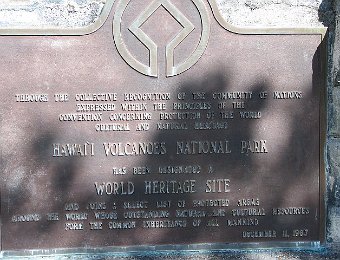 THROUGH THE COLLECTIVE RECOGNITION OF THE COMMUNITY OF NATIONS
EXPRESSED WITHIN THE PRINCIPLES OF THE
CONVENTION CONCERNING PROTECTION OF THE WORLD
CULTURAL AND NATURAL HERITAGE
HAWAII VOLCANOES NATIONAL PARK
HAS BEEN DESIGNATED A
WORLD HERITAGE SITE
AND JOINS A SELECT LIST OF PROTECTED AREAS
AROUND THE WORLD WHOSE OUTSTANDING NATURAL AND CULTURAL RESOURCES
FORM THE COMMON INHERITANCE OF ALL MANKIND
DECEMBER 11, 1987